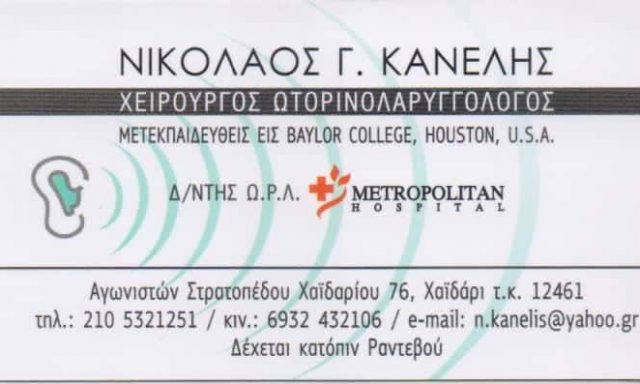 ΝΙΚΟΛΑΟΣ Γ. ΚΑΝΕΛΗΣ
ΧΕΙΡΟΥΡΓΟΣ ΩΤΟΡΙΝΟΛΑΡΥΓΓΟΛΟΓΟΣ
ΜΕΤΕΚΠΑΙΔΕΥΘΕΙΣ ΕΙΣ BAYLOR COLLEGE, HOUSTON, U.S.A.
Δ/ΝΤΗΣ Ω.Ρ.Λ. METROPOLITAN
HOSPITAL
Αγωνιστών Στρατοπέδου Χαϊδαρίου 76, Χαϊδάρι τ.κ. 12461
τηλ.: 210 5321251 / κιν.: 6932 432106 / e-mail: n.kanelis@yahoo.gr
Δέχεται κατόπιν Ραντεβού